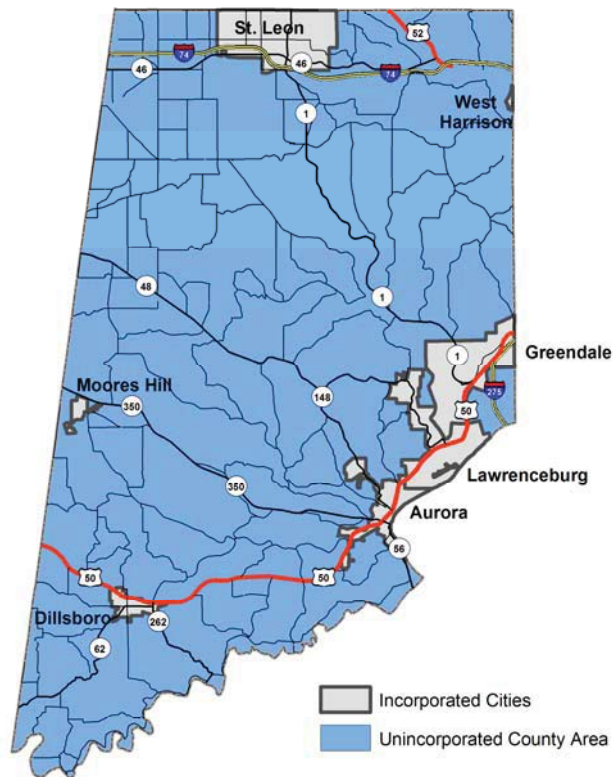 St. Leon
52
74
46
46
74
West
Harrison
1
48
1
1
Greendale
Moores Hill
275
350
148
50
Lawrenceburg
350
Aurora
56
50
50
Dillsboro
262
62
Incorporated Cities
Unincorporated County Area